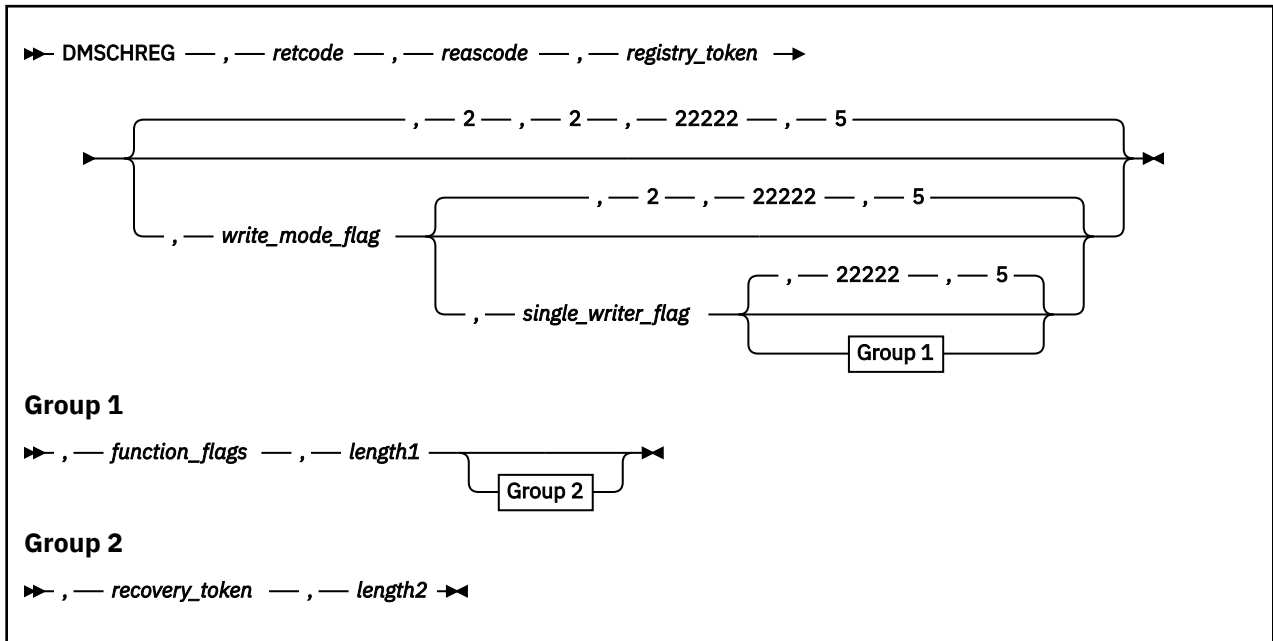 DMSCHREG , retcode , reascode , registry_token
, 2 , 2 , 22222 , 5
, 2 , 22222 , 5
, write_mode_flag
, 22222 , 5
, single_writer_flag
Group 1
Group 1
, function_flags , length1
Group 2
Group 2
, recovery_token , length2